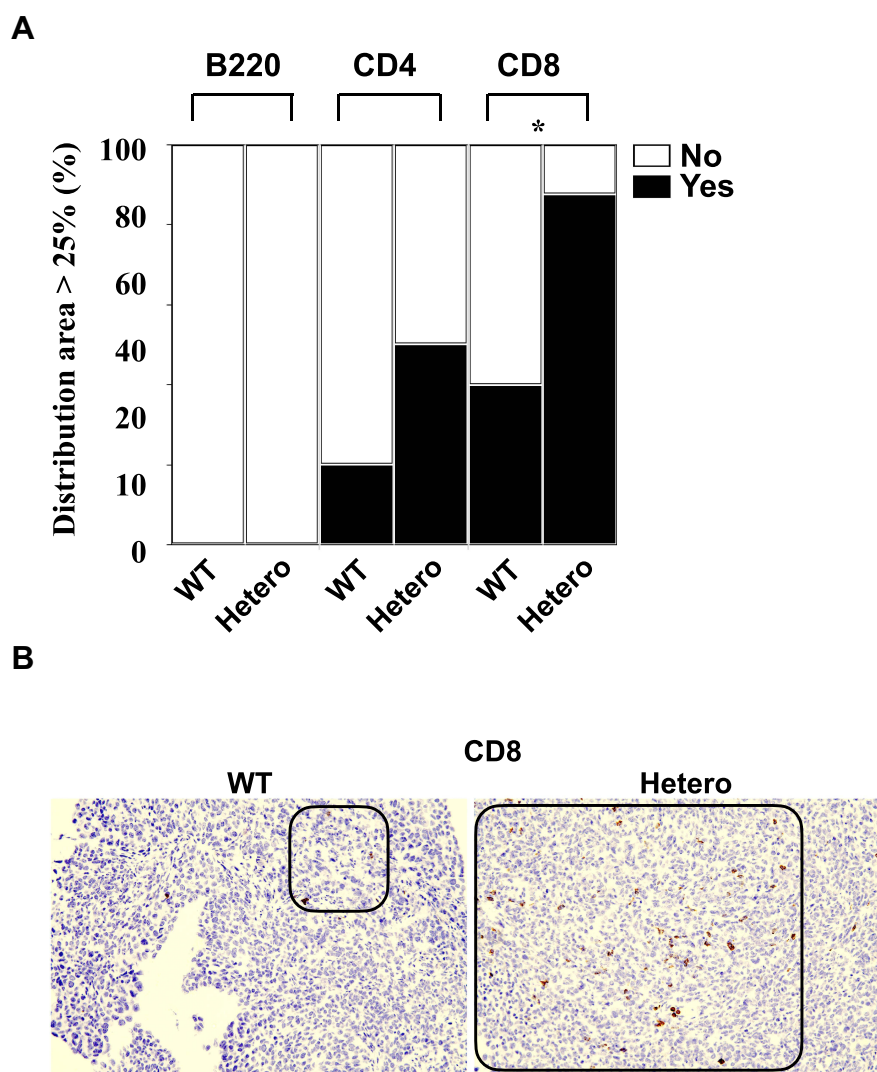 A
B220 CD4 CD8
*
No
Yes
Distribution area > 25% (%)
100
80
60
40
20
10
0
WT Hetero WT Hetero WT Hetero
B
CD8
WT Hetero